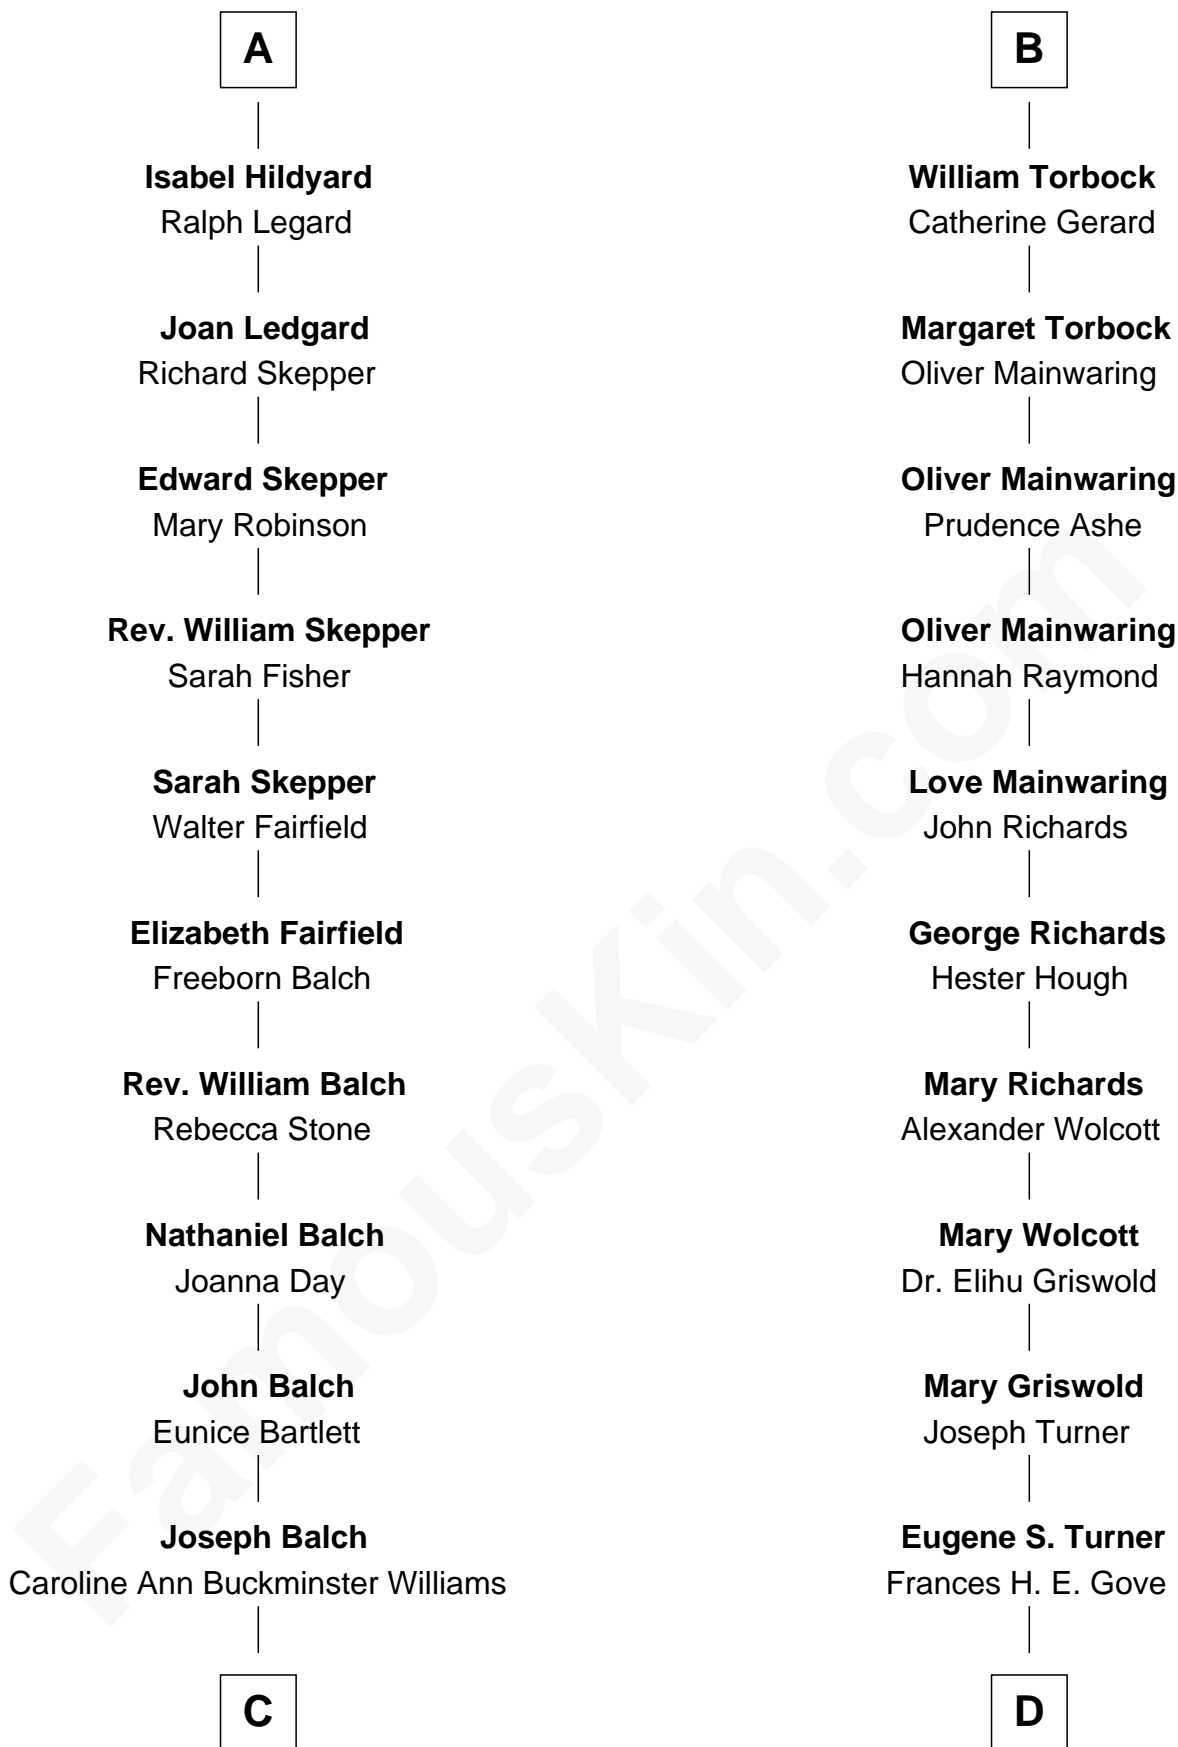 A
Isabel Hildyard
Ralph Legard
Joan Ledgard
Richard Skepper
Edward Skepper
Mary Robinson
Rev. William Skepper
Sarah Fisher
Sarah Skepper
Walter Fairfield
Elizabeth Fairfield
Freeborn Balch
Rev. William Balch
Rebecca Stone
Nathaniel Balch
Joanna Day
John Balch
Eunice Bartlett
Joseph Balch
Caroline Ann Buckminster Williams
C
B
William Torbock
Catherine Gerard
Margaret Torbock
Oliver Mainwaring
Oliver Mainwaring
Prudence Ashe
Oliver Mainwaring
Hannah Raymond
Love Mainwaring
John Richards
George Richards
Hester Hough
Mary Richards
Alexander Wolcott
Mary Wolcott
Dr. Elihu Griswold
Mary Griswold
Joseph Turner
Eugene S. Turner
Frances H. E. Gove
D
FamousKin.com